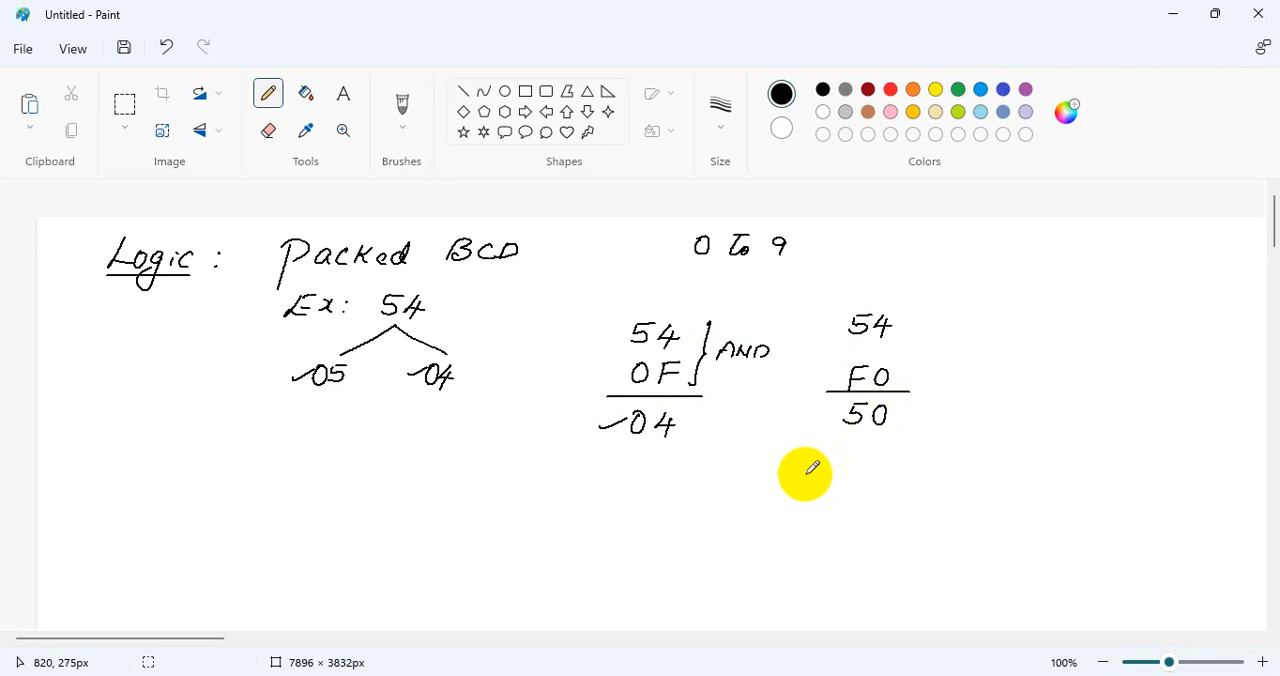 Untitled - Paint
File View
Clipboard Image Tools Brushes Shapes Size Colors
Logic : Packed BCD 0 to 9
Ex: 54
05 04
54
0F
AND
04
54
F0
50
820, 275px 7896 × 3832px 100%